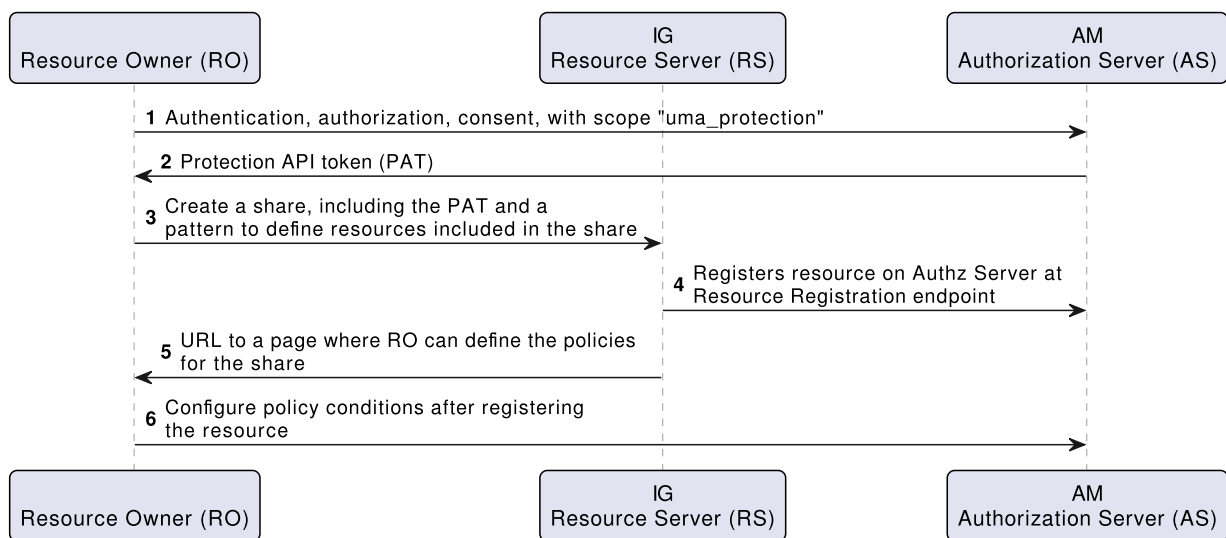 Resource Owner (RO)
IG
Resource Server (RS)
AM
Authorization Server (AS)
1 Authentication, authorization, consent, with scope "uma_protection"
2 Protection API token (PAT)
3 Create a share, including the PAT and a
pattern to define resources included in the share
4 Registers resource on Authz Server at
Resource Registration endpoint
5 URL to a page where RO can define the policies
for the share
6 Configure policy conditions after registering
the resource
Resource Owner (RO)
IG
Resource Server (RS)
AM
Authorization Server (AS)